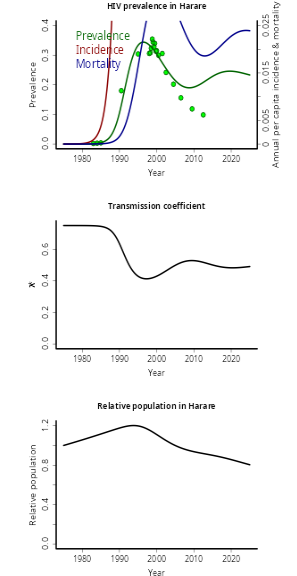 HIV prevalence in Harare
Prevalence
Incidence
Mortality
Prevalence
0.0 0.1 0.2 0.3 0.4
Annual per capita incidence & mortality
0 0.005 0.015 0.025
1980 1990 2000 2010 2020
Year
Transmission coefficient
0.0 0.2 0.4 0.6
1980 1990 2000 2010 2020
Year
Relative population in Harare
Relative population
0.0 0.4 0.8 1.2
1980 1990 2000 2010 2020
Year